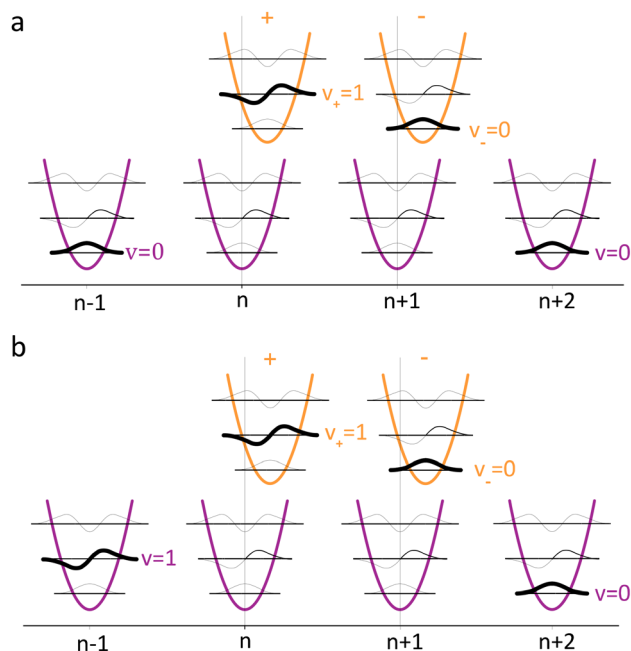 a
+ -
v₊=1
v₋=0
v=0 v=0
n-1 n n+1 n+2
b
+ -
v₊=1
v₋=0
v=1
v=0
n-1 n n+1 n+2